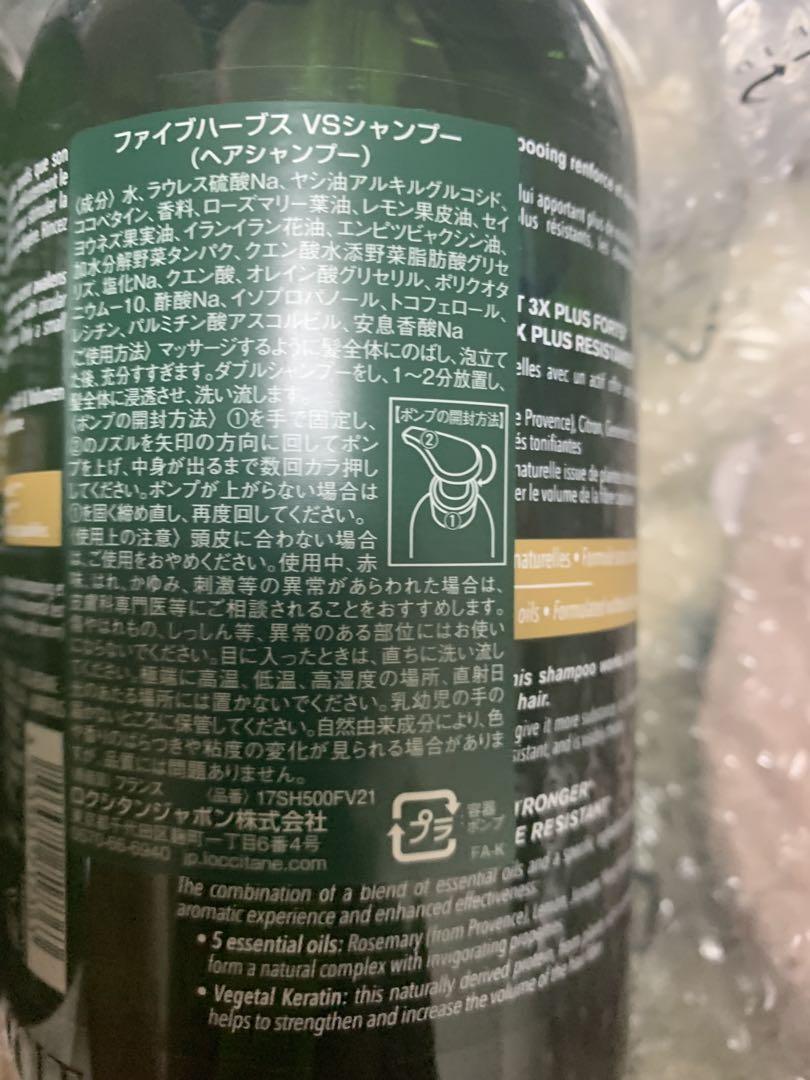 ファイブハーブス VSシャンプー
(ヘアシャンプー)
〈成分〉水、ラウレス硫酸Na、ヤシ油アルキルグルコシド、
ココベタイン、香料、ローズマリー葉油、レモン果皮油、セイ
ヨウネズ果実油、イランイラン花油、エンピツビャクシン油、
加水分解野菜タンパク、クエン酸水添野菜脂肪酸グリセ
リズ、塩化Na、クエン酸、オレイン酸グリセリル、ポリクオタ
ニウム-10、酢酸Na、イソプロパノール、トコフェロール、
レシチン、パルミチン酸アスコルビル、安息香酸Na
〈ご使用方法〉マッサージするように髪全体にのばし、泡立て
た後、充分すすぎます。ダブルシャンプーをし、1〜2分放置し、
髪全体に浸透させ、洗い流します。
〈ポンプの開封方法〉①を手で固定し、
②のノズルを矢印の方向に回してポン
プを上げ、中身が出るまで数回カラ押し
してください。ポンプが上がらない場合は
①を固く締め直し、再度回してください。
【ポンプの開封方法】
②
①
〈使用上の注意〉頭皮に合わない場合
は、ご使用をおやめください。使用中、赤
味、はれ、かゆみ、刺激等の異常があらわれた場合は、
皮膚科専門医等にご相談されることをおすすめします。
はれもの、しっしん等、異常のある部位にはお使い
にならないでください。目に入ったときは、直ちに洗い流し
てください。極端に高温、低温、高湿度の場所、直射日
光のあたる場所には置かないでください。乳幼児の手の
届かないところに保管してください。自然由来成分により、色
や香りのばらつきや粘度の変化が見られる場合がありま
すが、品質には問題ありません。
フランス
〈品番〉17SH500FV21
ロクシタンジャポン株式会社
東京都千代田区麹町一丁目6番4号
0570-66-6940 jp.loccitane.com
プラ
容器
ポンプ
FA-K
pooing renforce et
lui apportant plus de
plus résistants, ses
T 3X PLUS FORTS
X PLUS RESISTAN
elles avec un actif
e Provence), Citron,
és tonifiantes
naturelle issue de plantes
er le volume de la fibre
naturelles •
oils • Formulated without
his shampoo works
hair.
give it more substance
sistant, and is
TRONGER*
E RESISTANT*
The combination of a blend of essential oils and a specific
aromatic experience and enhanced effectiveness:
• 5 essential oils: Rosemary (from Provence), Lemon,
form a natural complex with invigorating properties
• Vegetal Keratin: this naturally derived protein, from
helps to strengthen and increase the volume of the hair